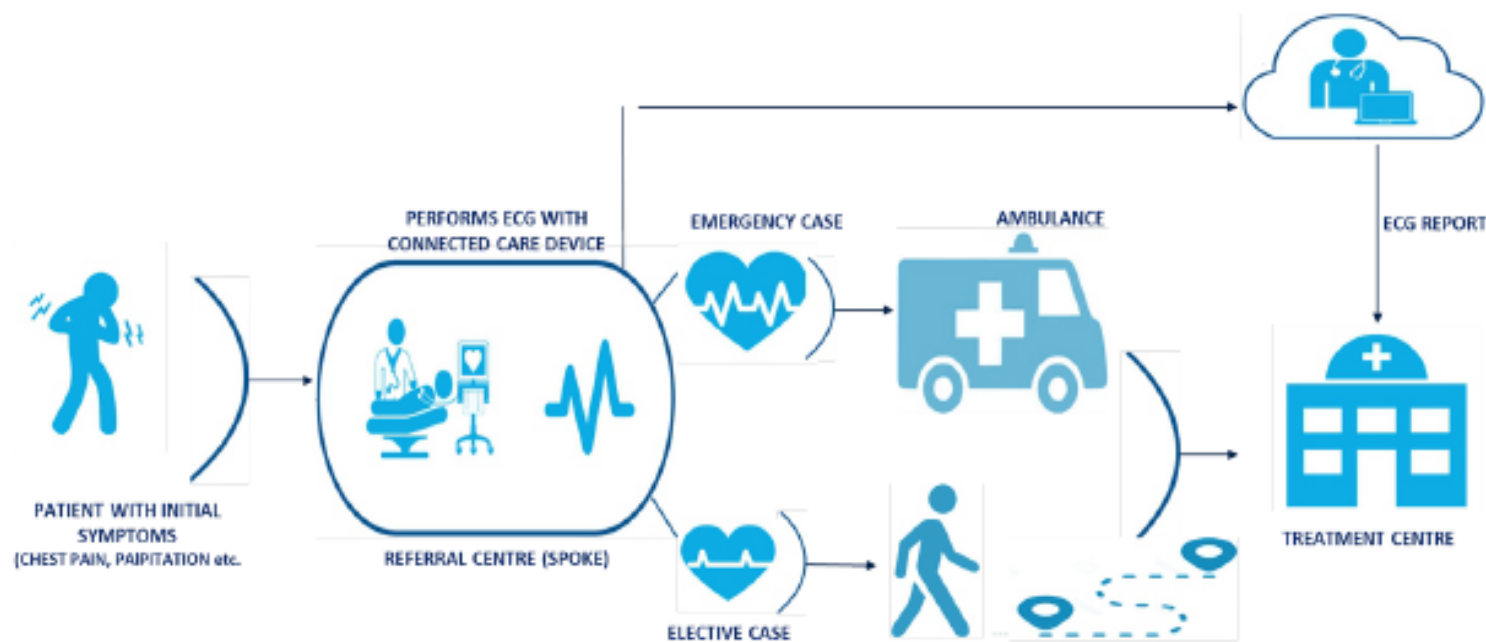 PERFORMS ECG WITH
CONNECTED CARE DEVICE
EMERGENCY CASE
AMBULANCE
ECG REPORT
PATIENT WITH INITIAL
SYMPTOMS
(CHEST PAIN, PAIPITATION etc.
REFERRAL CENTRE (SPOKE)
ELECTIVE CASE
...
TREATMENT CENTRE